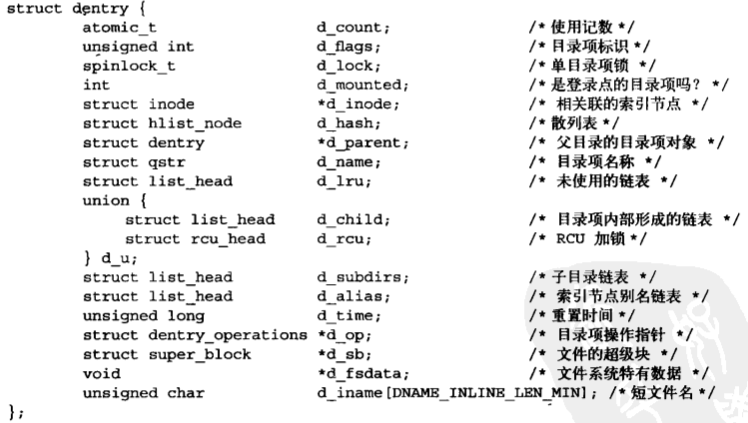 struct dentry {
atomic_t d_count; /* 使用记数 */
unsigned int d_flags; /* 目录项标识 */
spinlock_t d_lock; /* 单目录项锁 */
int d_mounted; /* 是登录点的目录项吗？ */
struct inode *d_inode; /* 相关联的索引节点 */
struct hlist_node d_hash; /* 散列表 */
struct dentry *d_parent; /* 父目录的目录项对象 */
struct qstr d_name; /* 目录项名称 */
struct list_head d_lru; /* 未使用的链表 */
union {
struct list_head d_child; /* 目录项内部形成的链表 */
struct rcu_head d_rcu; /* RCU 加锁 */
} d_u;
struct list_head d_subdirs; /* 子目录链表 */
struct list_head d_alias; /* 索引节点别名链表 */
unsigned long d_time; /* 重置时间 */
struct dentry_operations *d_op; /* 目录项操作指针 */
struct super_block *d_sb; /* 文件的超级块 */
void *d_fsdata; /* 文件系统特有数据 */
unsigned char d_iname[DNAME_INLINE_LEN_MIN]; /* 短文件名 */
};